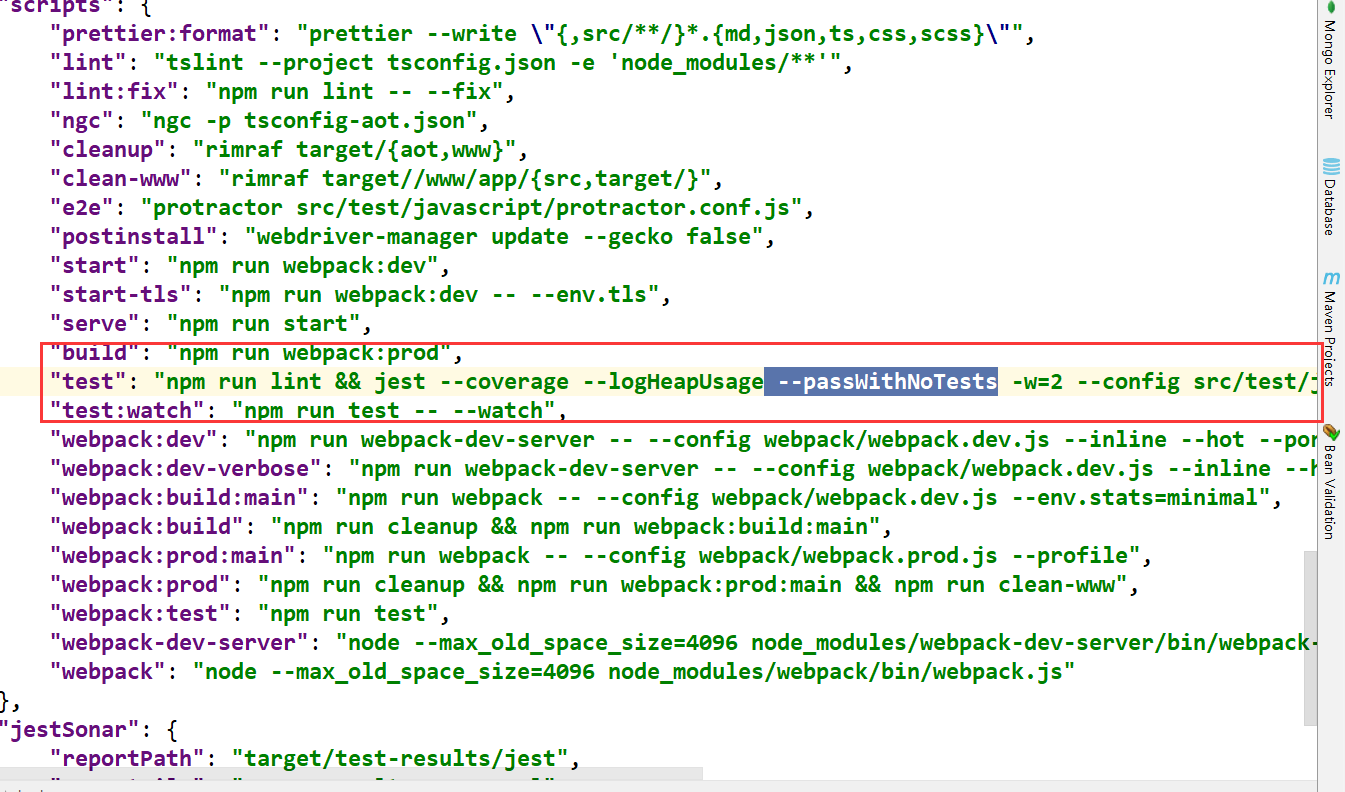 "scripts": {
"prettier:format": "prettier --write \"{,src/**/}*.{md,json,ts,css,scss}\"",
"lint": "tslint --project tsconfig.json -e 'node_modules/**'",
"lint:fix": "npm run lint -- --fix",
"ngc": "ngc -p tsconfig-aot.json",
"cleanup": "rimraf target/{aot,www}",
"clean-www": "rimraf target//www/app/{src,target/}",
"e2e": "protractor src/test/javascript/protractor.conf.js",
"postinstall": "webdriver-manager update --gecko false",
"start": "npm run webpack:dev",
"start-tls": "npm run webpack:dev -- --env.tls",
"serve": "npm run start",
"build": "npm run webpack:prod",
"test": "npm run lint && jest --coverage --logHeapUsage --passWithNoTests -w=2 --config src/test/j
"test:watch": "npm run test -- --watch",
"webpack:dev": "npm run webpack-dev-server -- --config webpack/webpack.dev.js --inline --hot --por
"webpack:dev-verbose": "npm run webpack-dev-server -- --config webpack/webpack.dev.js --inline --h
"webpack:build:main": "npm run webpack -- --config webpack/webpack.dev.js --env.stats=minimal",
"webpack:build": "npm run cleanup && npm run webpack:build:main",
"webpack:prod:main": "npm run webpack -- --config webpack/webpack.prod.js --profile",
"webpack:prod": "npm run cleanup && npm run webpack:prod:main && npm run clean-www",
"webpack:test": "npm run test",
"webpack-dev-server": "node --max_old_space_size=4096 node_modules/webpack-dev-server/bin/webpack-
"webpack": "node --max_old_space_size=4096 node_modules/webpack/bin/webpack.js"
},
"jestSonar": {
"reportPath": "target/test-results/jest",
Mongo Explorer
Database
m Maven Projects
Bean Validation